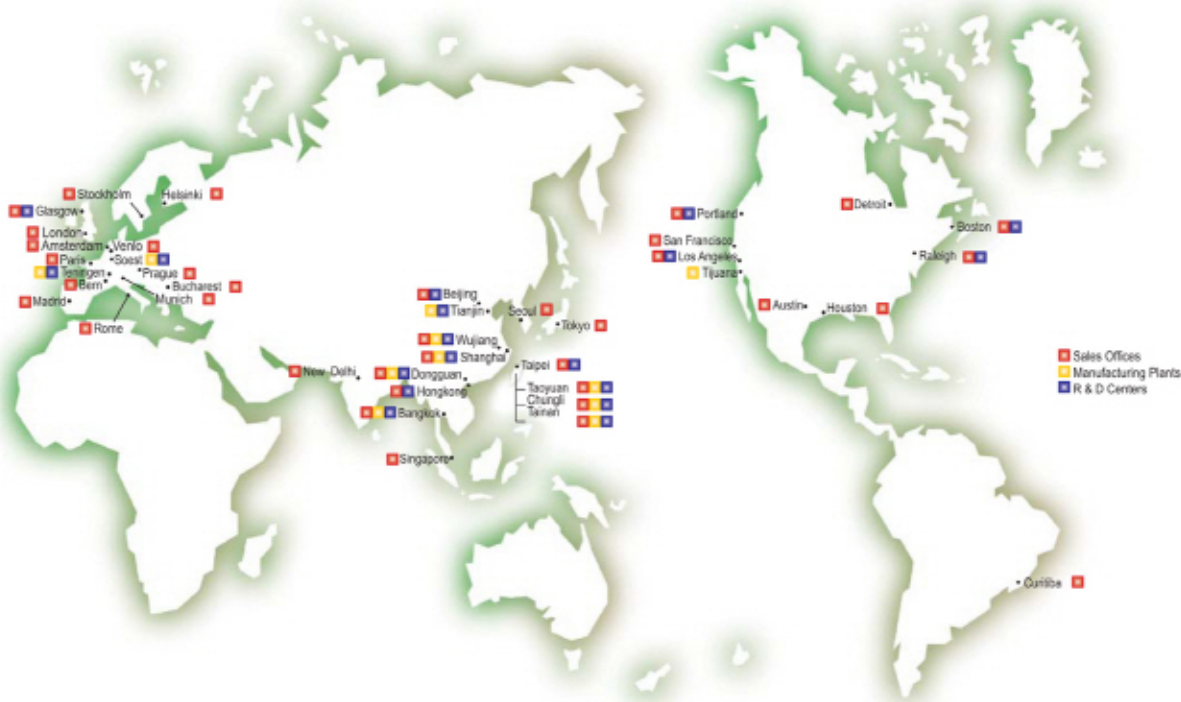 Stockholm
Helsinki
Glasgow
London
Amsterdam
Venlo
Paris
Soest
Teningen
Prague
Bern
Bucharest
Munich
Madrid
Rome
Beijing
Tianjin
Seoul
Tokyo
Wujiang
Shanghai
New-Delhi
Dongguan
Hongkong
Taipei
Taoyuan
Chungli
Tainan
Bangkok
Singapore
Portland
Detroit
Boston
San Francisco
Los Angeles
Raleigh
Tijuana
Austin
Houston
Sales Offices
Manufacturing Plants
R & D Centers
Curitiba